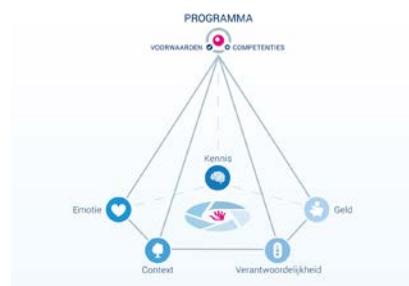 PROGRAMMA
VOORWAARDEN COMPETENTIES
Kennis
Emotie
Geld
Context
Verantwoordelijkheid